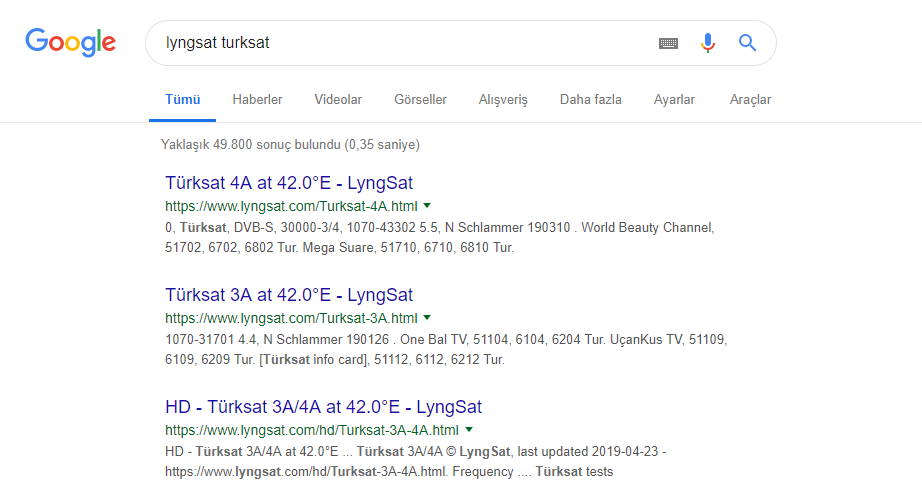 Google
lyngsat turksat
Tümü Haberler Videolar Görseller Alışveriş Daha fazla Ayarlar Araçlar
Yaklaşık 49.800 sonuç bulundu (0,35 saniye)
Türksat 4A at 42.0°E - LyngSat
https://www.lyngsat.com/Turksat-4A.html
0, Türksat, DVB-S, 30000-3/4, 1070-43302 5.5, N Schlammer 190310 . World Beauty Channel,
51702, 6702, 6802 Tur. Mega Suare, 51710, 6710, 6810 Tur.
Türksat 3A at 42.0°E - LyngSat
https://www.lyngsat.com/Turksat-3A.html
1070-31701 4.4, N Schlammer 190126 . One Bal TV, 51104, 6104, 6204 Tur. UçanKus TV, 51109,
6109, 6209 Tur. [Türksat info card], 51112, 6112, 6212 Tur.
HD - Türksat 3A/4A at 42.0°E - LyngSat
https://www.lyngsat.com/hd/Turksat-3A-4A.html
HD - Türksat 3A/4A at 42.0°E ... Türksat 3A/4A © LyngSat, last updated 2019-04-23 -
https://www.lyngsat.com/hd/Turksat-3A-4A.html. Frequency .... Türksat tests